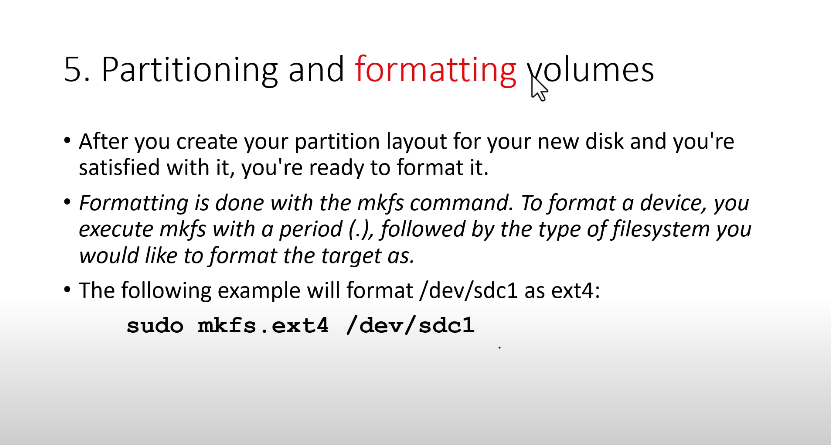 5. Partitioning and formatting volumes
• After you create your partition layout for your new disk and you're
satisfied with it, you're ready to format it.
• Formatting is done with the mkfs command. To format a device, you
execute mkfs with a period (.), followed by the type of filesystem you
would like to format the target as.
• The following example will format /dev/sdc1 as ext4:
sudo mkfs.ext4 /dev/sdc1